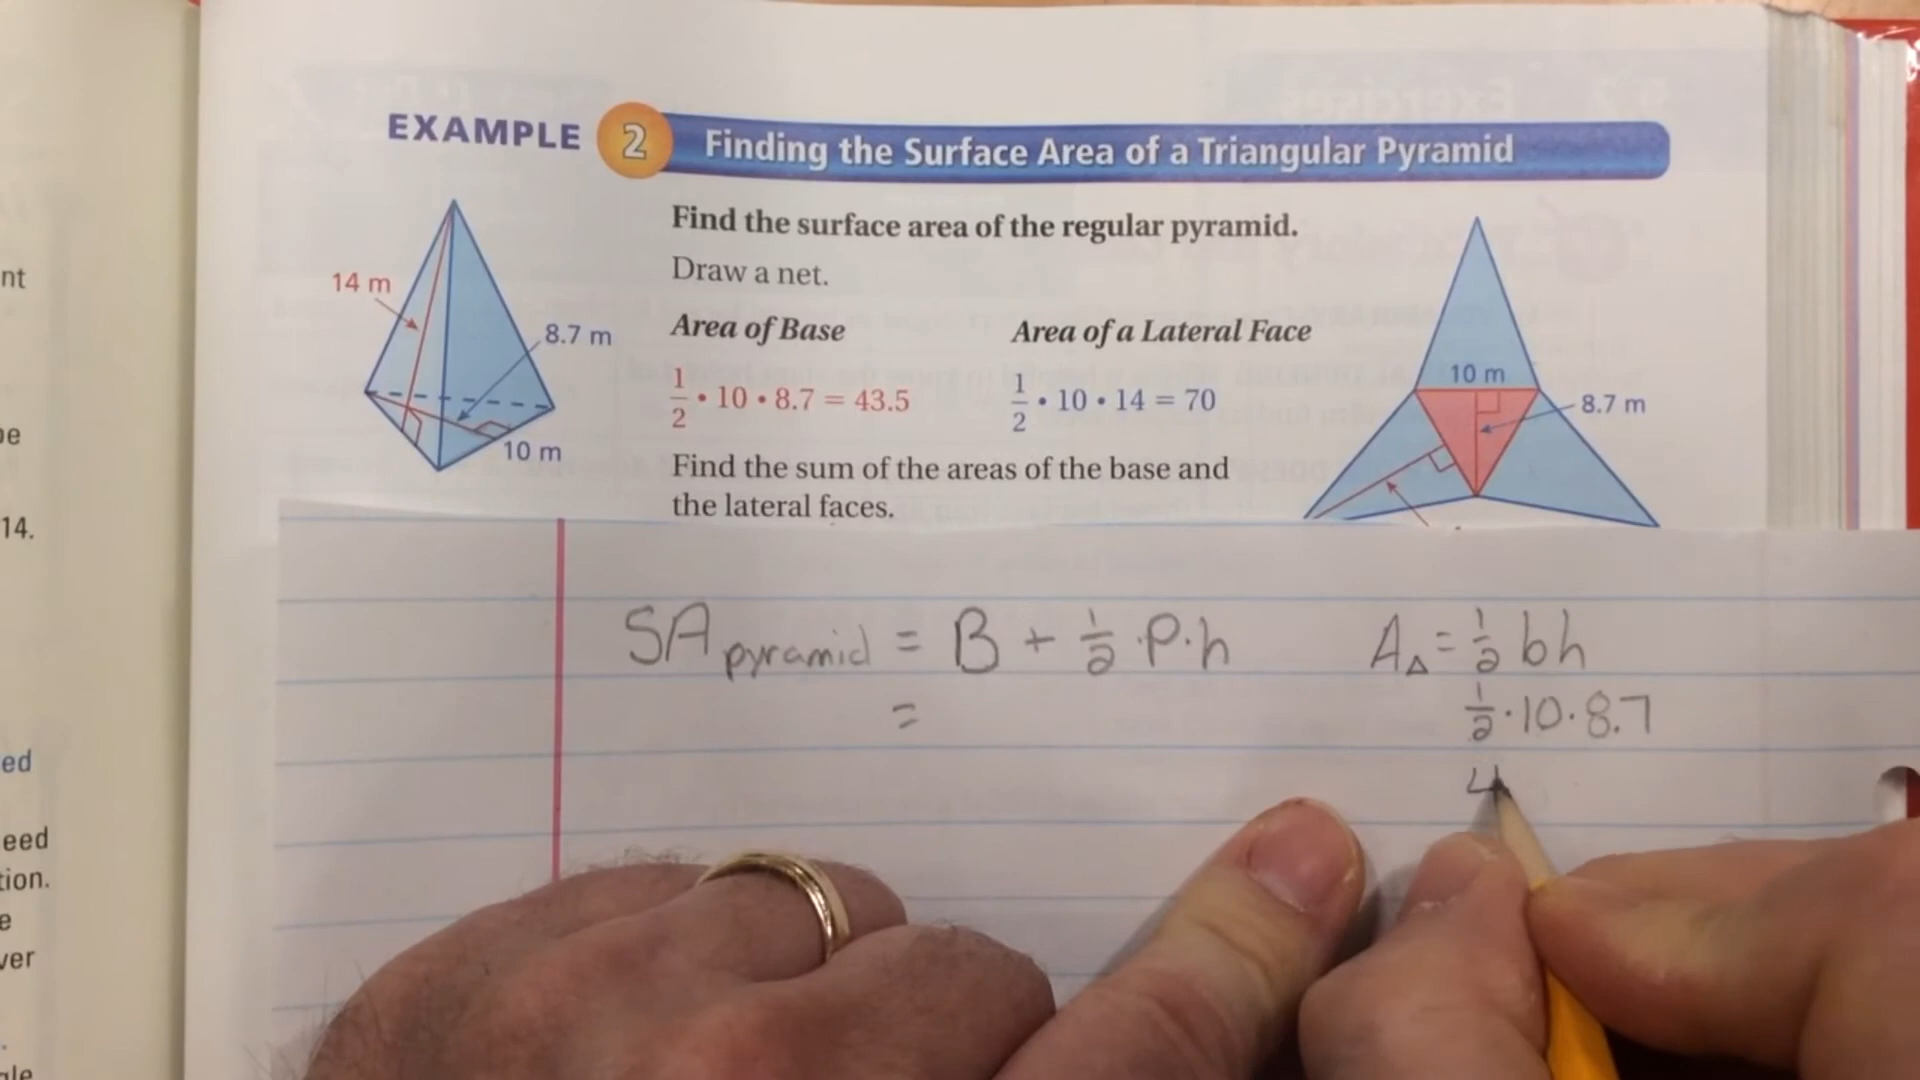 EXAMPLE 2 Finding the Surface Area of a Triangular Pyramid
Find the surface area of the regular pyramid.
Draw a net.
14 m
8.7 m
10 m
Area of Base
1/2 • 10 • 8.7 = 43.5
Area of a Lateral Face
1/2 • 10 • 14 = 70
10 m
8.7 m
Find the sum of the areas of the base and
the lateral faces.
SA pyramid = B + 1/2 · P · h
=
A△ = 1/2 bh
1/2 · 10 · 8.7
4
nt
14.
ed
eed
tion.